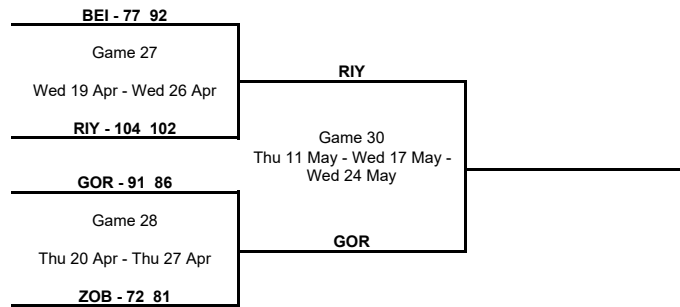 BEI - 77  92
Game 27
Wed 19 Apr - Wed 26 Apr
RIY - 104  102
RIY
Game 30
Thu 11 May - Wed 17 May -
Wed 24 May
GOR - 91  86
Game 28
Thu 20 Apr - Thu 27 Apr
ZOB - 72  81
GOR